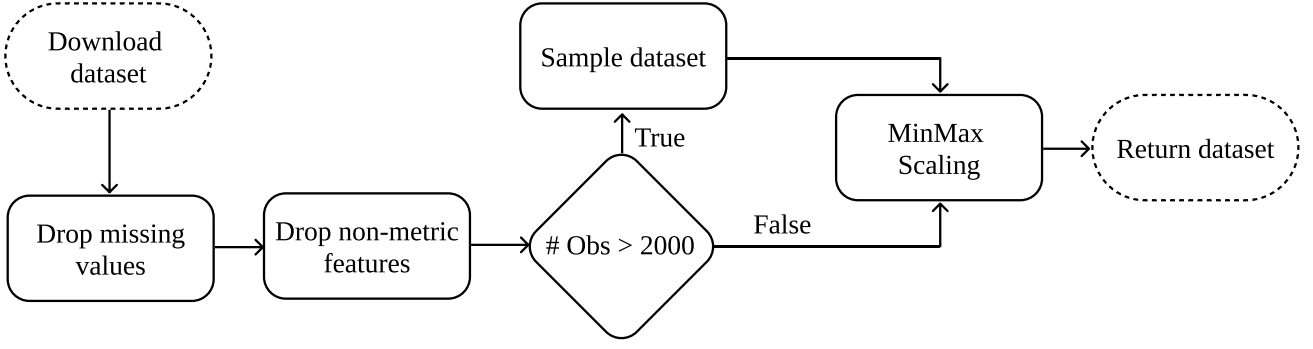 Download
dataset
Drop missing
values
Drop non-metric
features
# Obs > 2000
True
Sample dataset
False
MinMax
Scaling
Return dataset